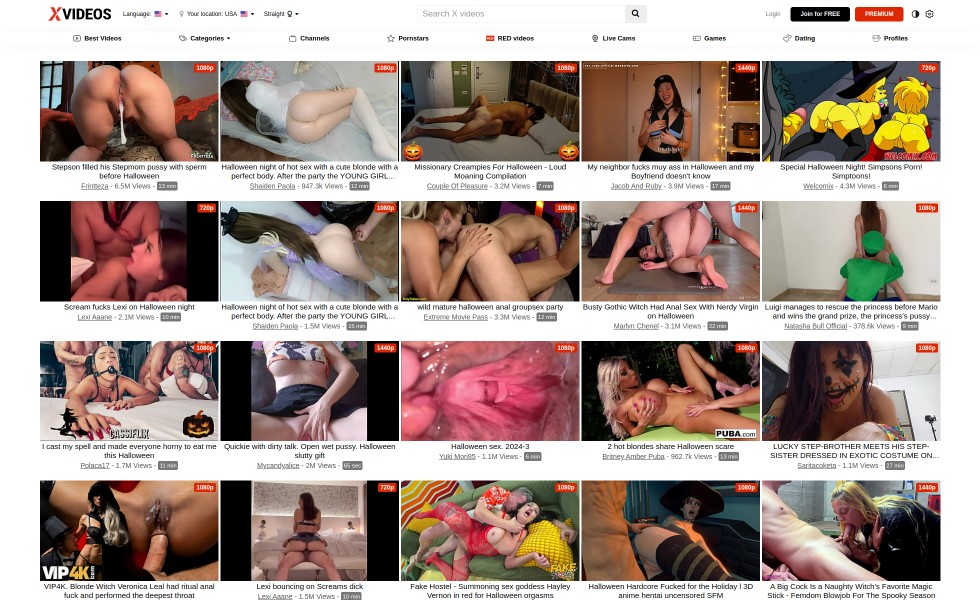 XVIDEOS Language: Your location: USA Straight Search X videos Login Join for FREE PREMIUM
Best Videos Categories Channels Pornstars RED videos Live Cams Games Dating Profiles
1080p 1080p 1080p 1440p 720p
Stepson filled his Stepmom pussy with sperm before Halloween
Frintteza - 6.5M Views - 13 min
Halloween night of hot sex with a cute blonde with a perfect body. After the party the YOUNG GIRL...
Shaiden Paola - 947.3k Views - 12 min
Missionary Creampies For Halloween - Loud Moaning Compilation
Couple Of Pleasure - 3.2M Views - 7 min
My neighbor fucks muy ass in Halloween and my Boyfriend doesn't know
Jacob And Ruby - 3.9M Views - 17 min
WELCOMIX.COM
Special Halloween Night! Simpsons Porn! Simptoons!
Welcomix - 4.3M Views - 6 min
720p 1080p 1080p 1440p 1080p
Scream fucks Lexi on Halloween night
Lexi Aaane - 2.1M Views - 10 min
Halloween night of hot sex with a cute blonde with a perfect body. After the party the YOUNG GIRL...
Shaiden Paola - 1.5M Views - 15 min
wild mature halloween anal groupsex party
Extreme Movie Pass - 3.3M Views - 12 min
Busty Gothic Witch Had Anal Sex With Nerdy Virgin on Halloween
Marlyn Chenel - 3.1M Views - 22 min
Luigi manages to rescue the princess before Mario and wins the grand prize, the princess's pussy...
Natasha Bull Official - 378.6k Views - 9 min
1080p 1440p 1080p 1080p 1080p
CASSIFLIX
I cast my spell and made everyone horny to eat me this Halloween
Polaca17 - 1.7M Views - 11 min
Quickie with dirty talk. Open wet pussy. Halloween slutty gift
Mycandyalice - 2M Views - 65 sec
Halloween sex. 2024-3
Yuki Mori85 - 1.1M Views - 6 min
PUBA.com
2 hot blondes share Halloween scare
Britney Amber Puba - 962.7k Views - 13 min
LUCKY STEP-BROTHER MEETS HIS STEP-SISTER DRESSED IN EXOTIC COSTUME ON...
Saritacoketa - 1.1M Views - 27 min
1080p 720p 1080p 1080p 1440p
VIP4K.com
VIP4K. Blonde Witch Veronica Leal had ritual anal fuck and performed the deepest throat
Lexi bouncing on Screams dick
Lexi Aaane - 1.5M Views - 10 min
FAKE
Fake Hostel - Summoning sex goddess Hayley Vernon in red for Halloween orgasms
Halloween Hardcore Fucked for the Holiday l 3D anime hentai uncensored SFM
A Big Cock Is a Naughty Witch's Favorite Magic Stick - Femdom Blowjob For The Spooky Season